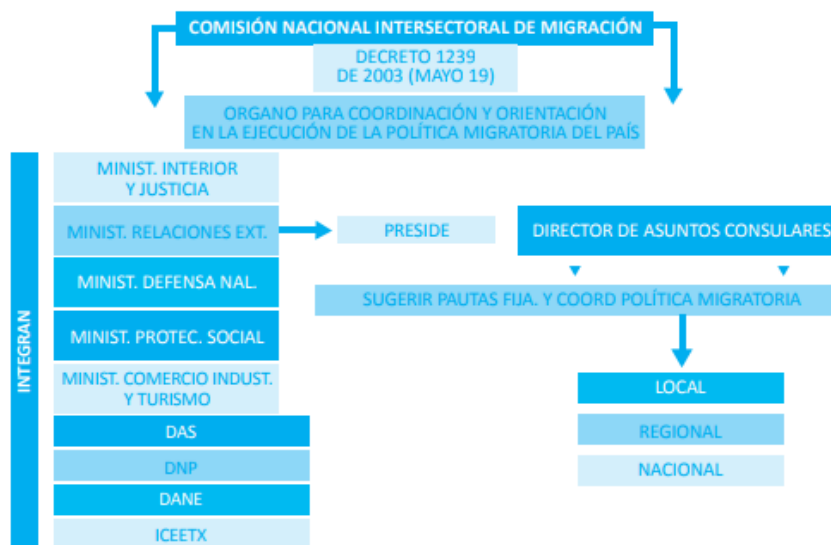 COMISIÓN NACIONAL INTERSECTORAL DE MIGRACIÓN
DECRETO 1239
DE 2003 (MAYO 19)
ORGANO PARA COORDINACIÓN Y ORIENTACIÓN
EN LA EJECUCIÓN DE LA POLÍTICA MIGRATORIA DEL PAÍS
INTEGRAN
MINIST. INTERIOR
Y JUSTICIA
MINIST. RELACIONES EXT.
PRESIDE
DIRECTOR DE ASUNTOS CONSULARES
MINIST. DEFENSA NAL.
SUGERIR PAUTAS FIJA. Y COORD POLÍTICA MIGRATORIA
MINIST. PROTEC. SOCIAL
MINIST. COMERCIO INDUST.
Y TURISMO
LOCAL
DAS
REGIONAL
DNP
NACIONAL
DANE
ICEETX